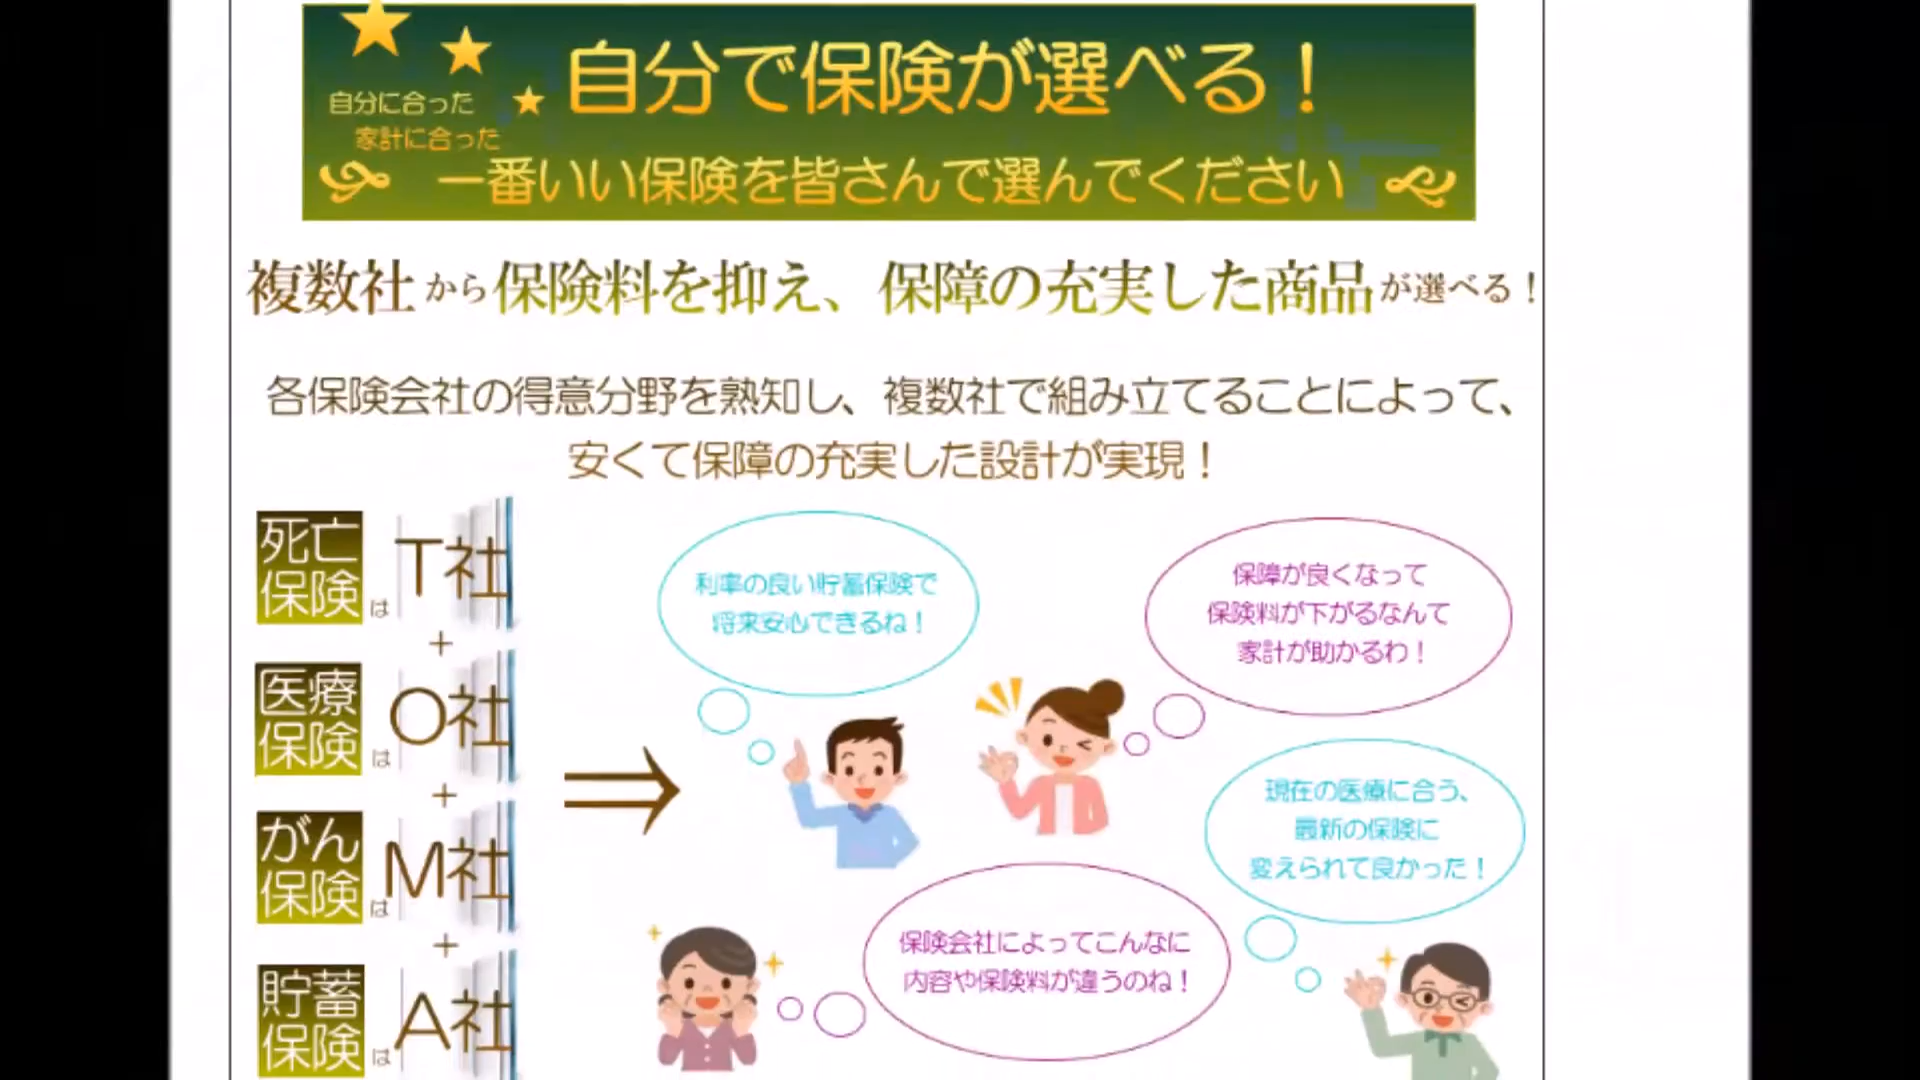 自分で保険が選べる！
自分に合った
家計に合った
一番いい保険を皆さんで選んでください
複数社から保険料を抑え、保障の充実した商品が選べる！
各保険会社の得意分野を熟知し、複数社で組み立てることによって、
安くて保障の充実した設計が実現！
死亡
保険は T社
+
医療
保険は O社
+
がん
保険は M社
+
貯蓄
保険は A社
利率の良い貯蓄保険で
将来安心できるね！
保障が良くなって
保険料が下がるなんて
家計が助かるわ！
現在の医療に合う、
最新の保険に
変えられて良かった！
保険会社によってこんなに
内容や保険料が違うのね！